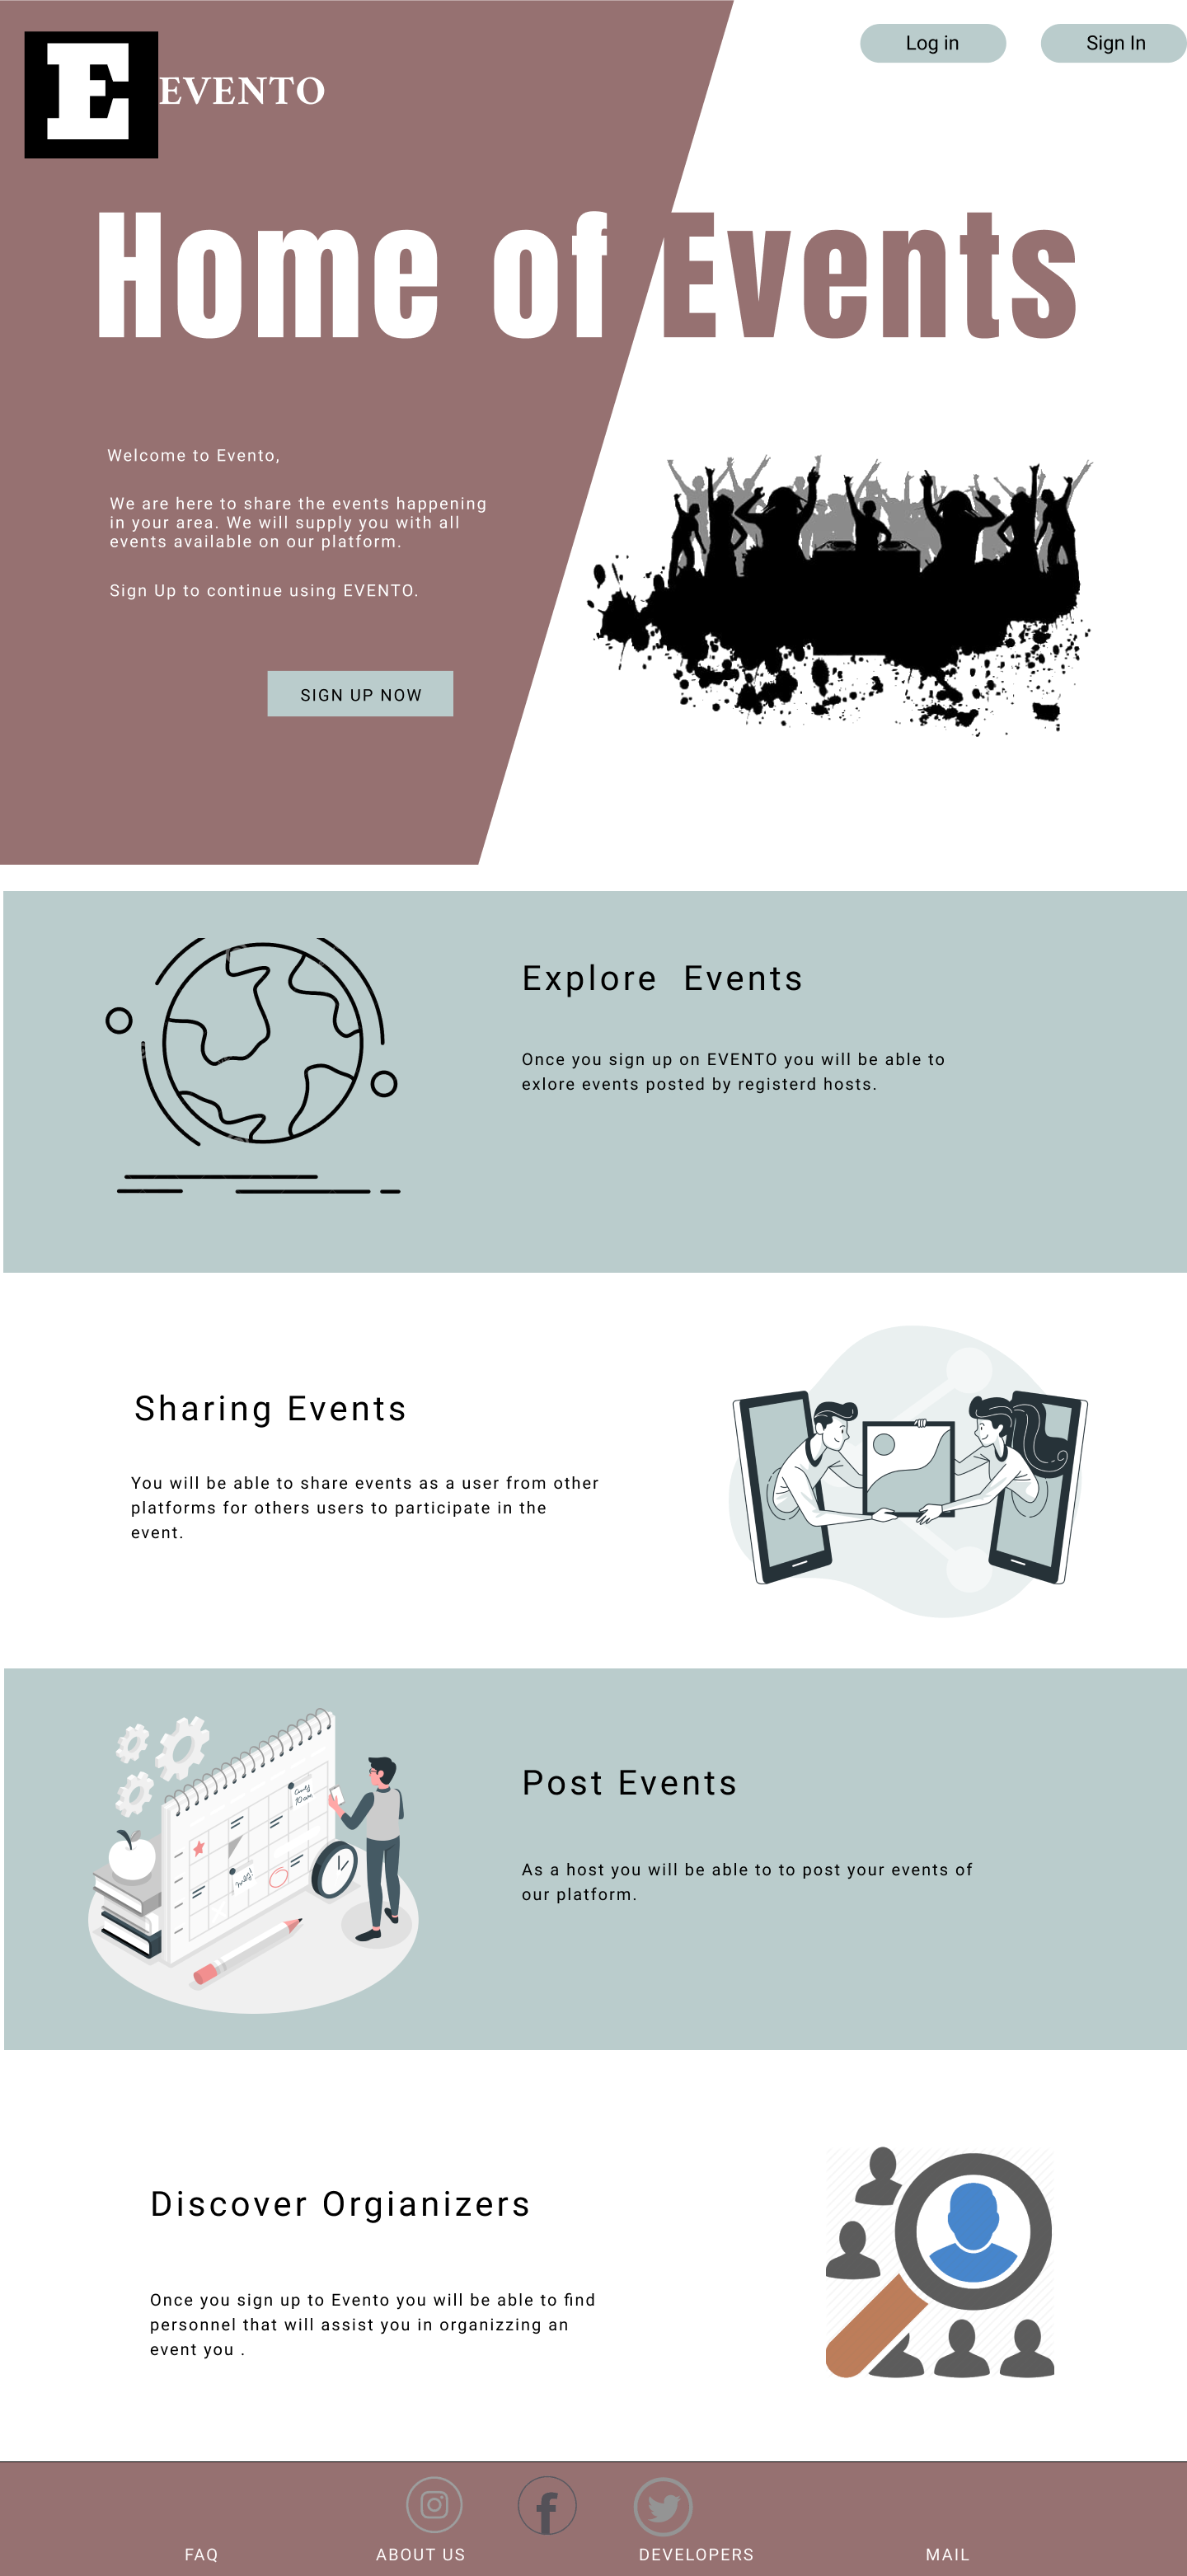 Log in
Sign In
E
EVENTO
Home of Events
Welcome to Evento,
We are here to share the events happening
in your area. We will supply you with all
events available on our platform.
Sign Up to continue using EVENTO.
SIGN UP NOW
Explore Events
Once you sign up on EVENTO you will be able to
exlore events posted by registerd hosts.
Sharing Events
You will be able to share events as a user from other
platforms for others users to participate in the
event.
Post Events
As a host you will be able to to post your events of
our platform.
Discover Orgianizers
Once you sign up to Evento you will be able to find
personnel that will assist you in organizzing an
event you .
FAQ
ABOUT US
DEVELOPERS
MAIL